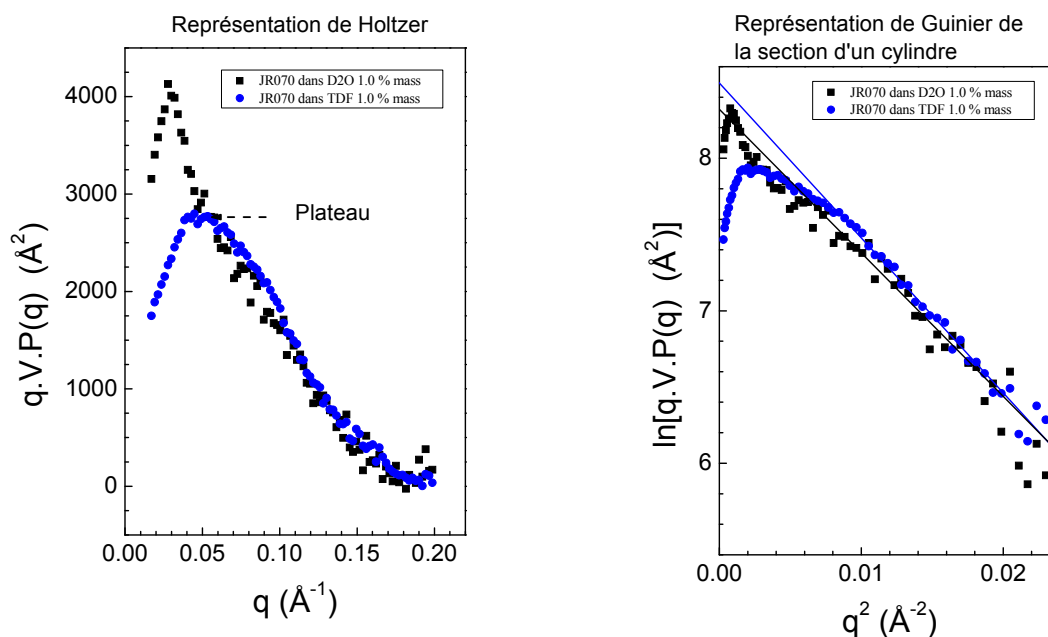 Représentation de Holtzer
4000
3000
2000
1000
0
0.00 0.05 0.10 0.15 0.20
q.V.P(q) (Å²)
q (Å⁻¹)
JR070 dans D2O 1.0 % mass
JR070 dans TDF 1.0 % mass
Plateau
Représentation de Guinier de
la section d'un cylindre
8
7
6
0.00 0.01 0.02
ln[q.V.P(q) (Å²)]
q² (Å⁻²)
JR070 dans D2O 1.0 % mass
JR070 dans TDF 1.0 % mass